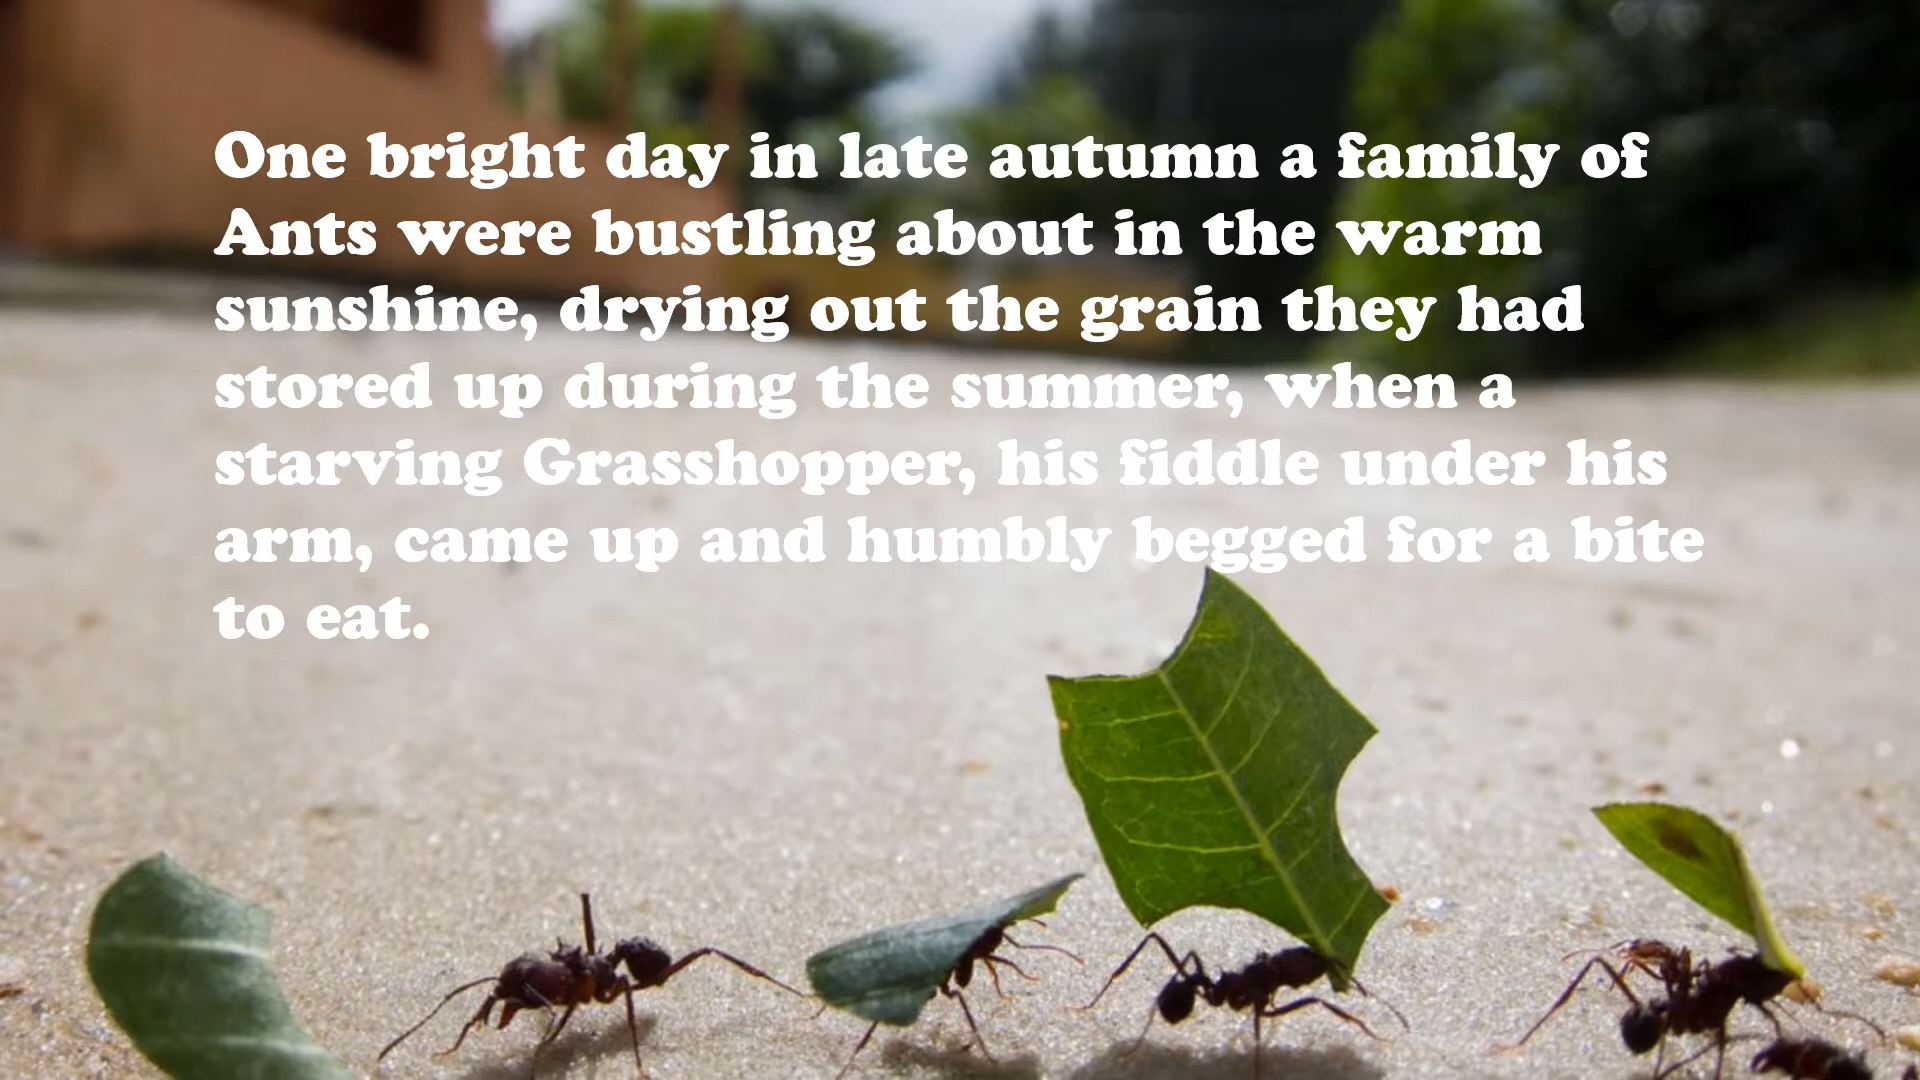 One bright day in late autumn a family of
Ants were bustling about in the warm
sunshine, drying out the grain they had
stored up during the summer, when a
starving Grasshopper, his fiddle under his
arm, came up and humbly begged for a bite
to eat.